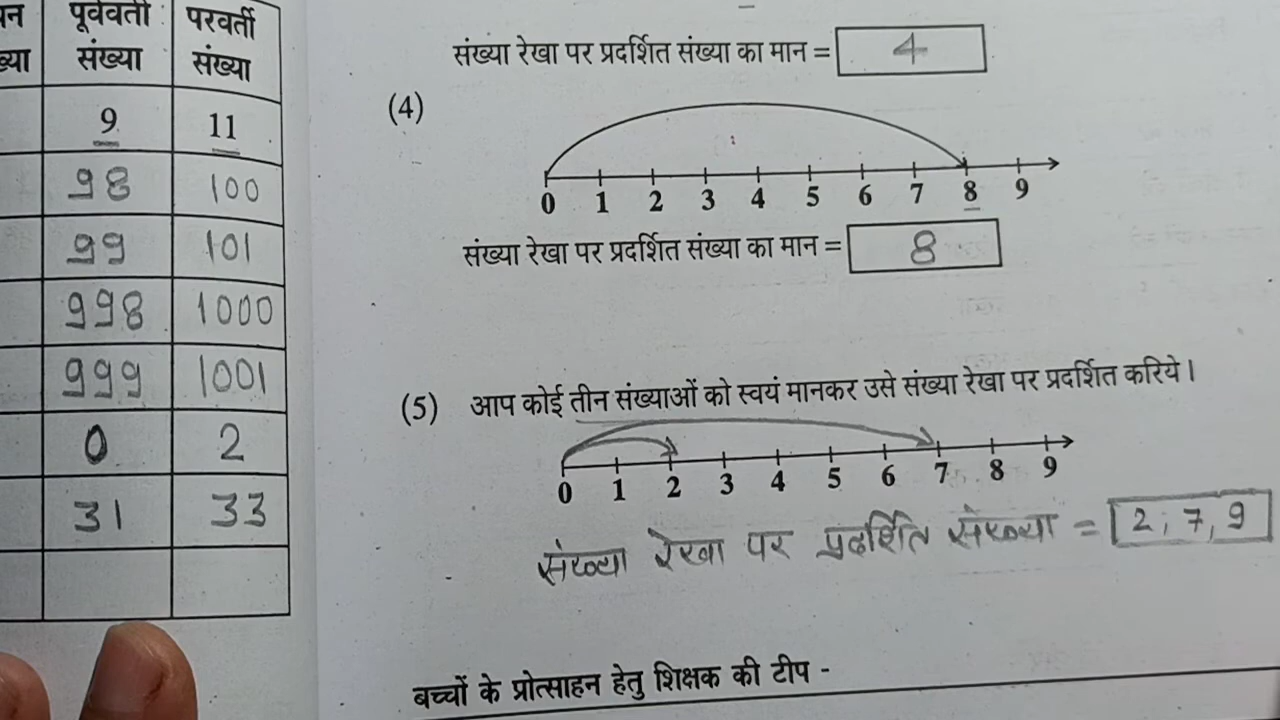 पूर्ववर्ती संख्या
परवर्ती संख्या
9 11
98 100
99 101
998 1000
999 1001
0 2
31 33
संख्या रेखा पर प्रदर्शित संख्या का मान = 4
(4)
0 1 2 3 4 5 6 7 8 9
संख्या रेखा पर प्रदर्शित संख्या का मान = 8
(5) आप कोई तीन संख्याओं को स्वयं मानकर उसे संख्या रेखा पर प्रदर्शित करिये।
0 1 2 3 4 5 6 7 8 9
संख्या रेखा पर प्रदर्शित संख्या = 2, 7, 9
बच्चों के प्रोत्साहन हेतु शिक्षक की टीप -